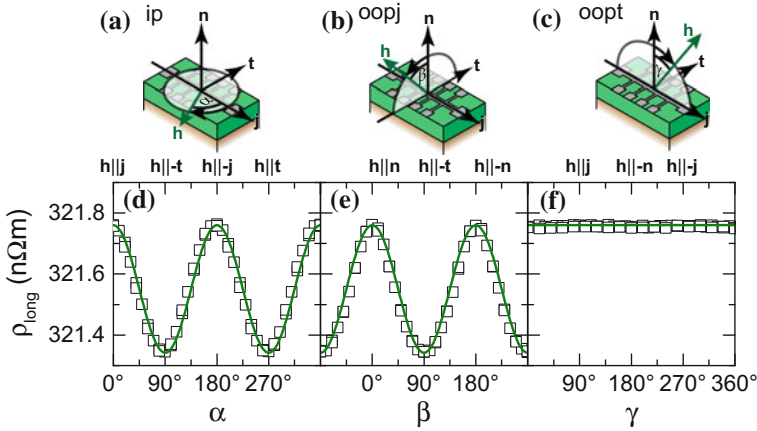 (a) ip (b) oopj (c) oopt
n t j h α
n t j h β
n t j h γ
h||j h||-t h||-j h||t h||n h||-t h||-n h||j h||-n h||-j
(d) (e) (f)
321.8
321.6
321.4
ρlong (nΩm)
0° 90° 180° 270° 0° 90° 180° 90° 180° 270° 360°
α β γ